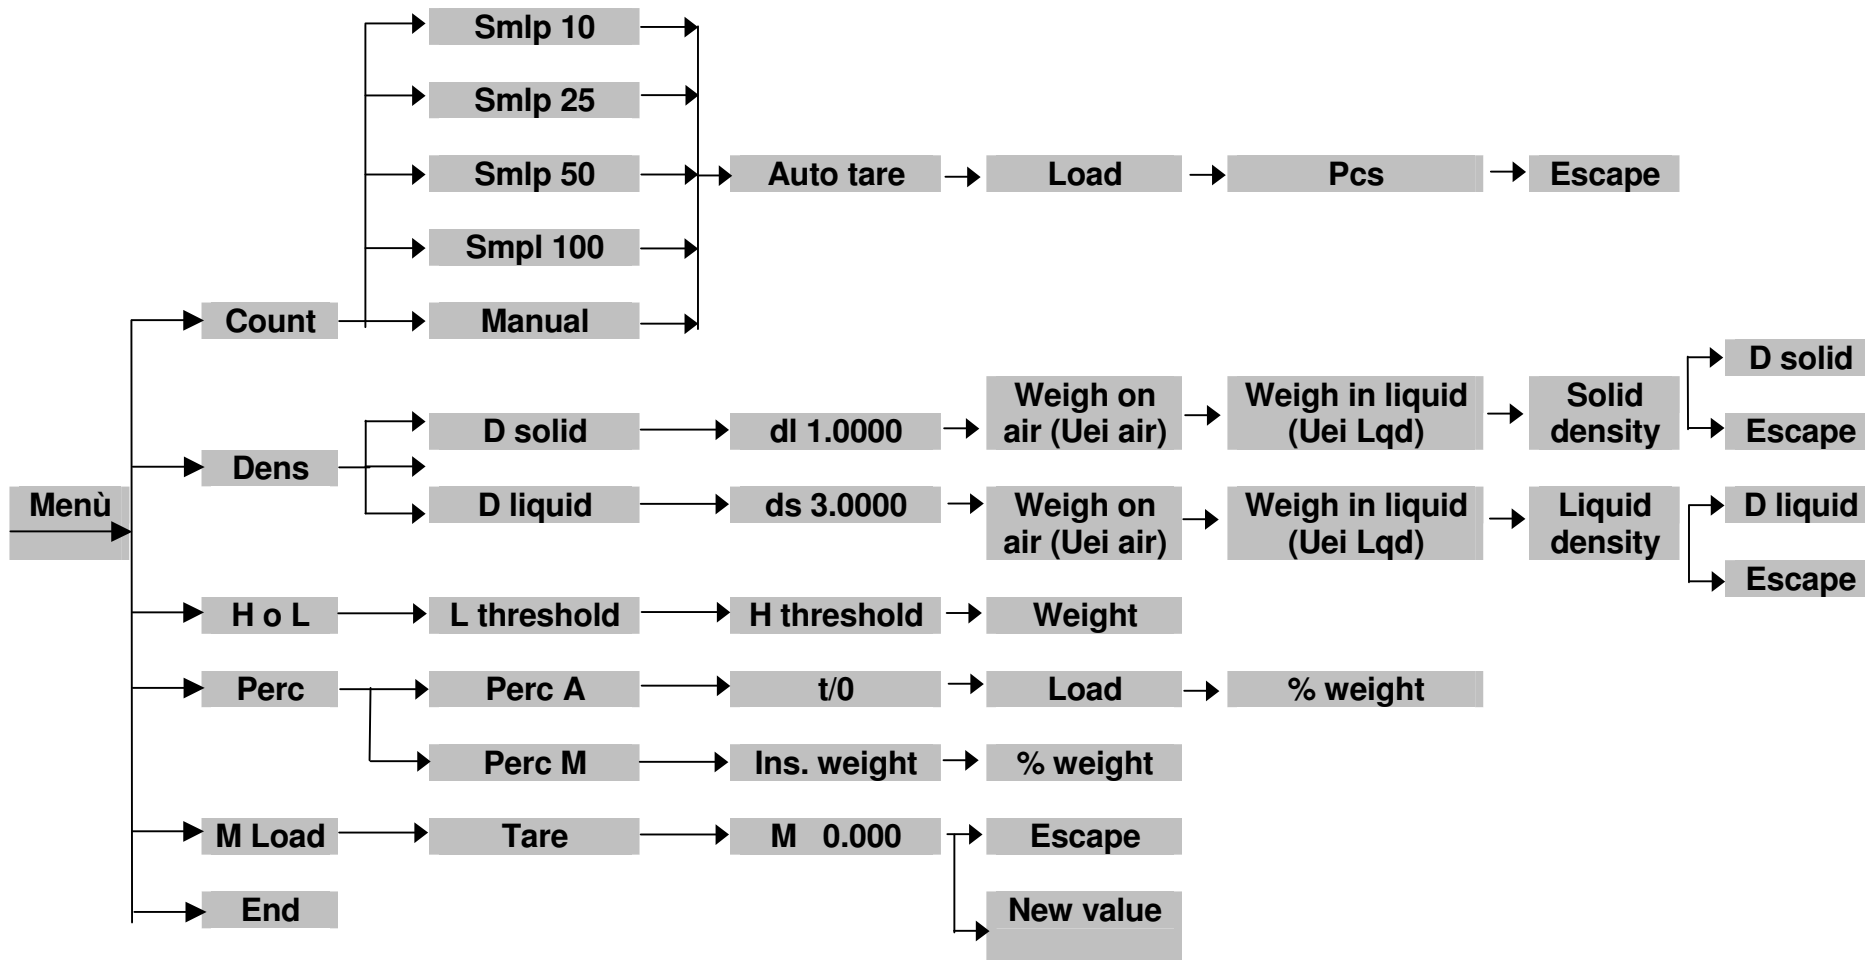 Smlp 10
Smlp 25
Smlp 50
Auto tare
Load
Pcs
Escape
Smpl 100
Count
Manual
D solid
Dens
D solid
dl 1.0000
Weigh on
air (Uei air)
Weigh in liquid
(Uei Lqd)
Solid
density
Escape
Menù
D liquid
ds 3.0000
Weigh on
air (Uei air)
Weigh in liquid
(Uei Lqd)
Liquid
density
D liquid
Escape
H o L
L threshold
H threshold
Weight
Perc
Perc A
t/0
Load
% weight
Perc M
Ins. weight
% weight
M Load
Tare
M 0.000
Escape
End
New value